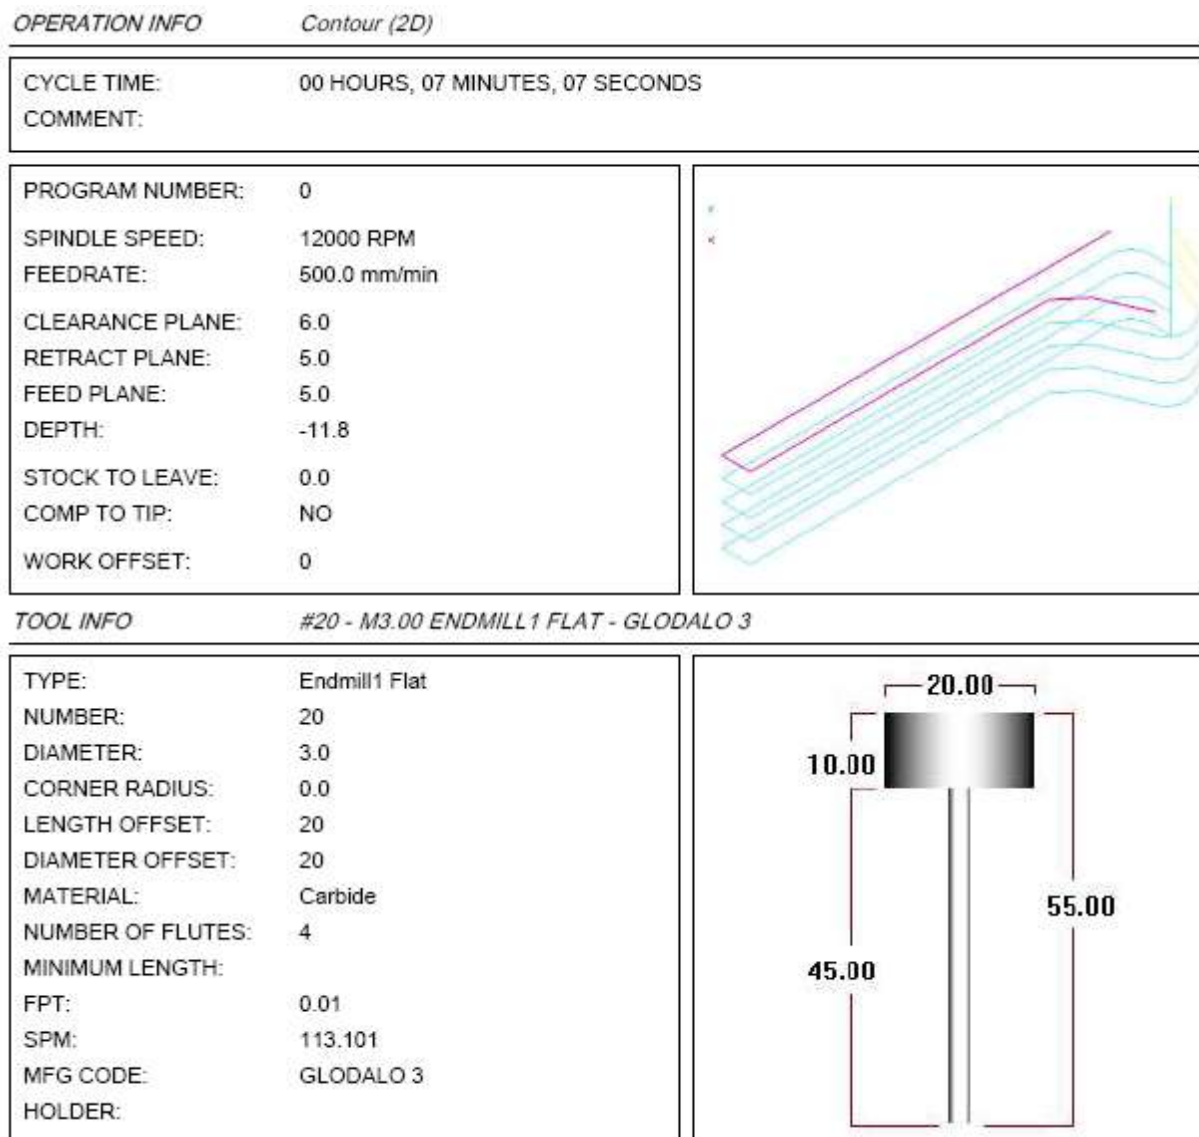 OPERATION INFO Contour (2D)
CYCLE TIME: 00 HOURS, 07 MINUTES, 07 SECONDS
COMMENT:
PROGRAM NUMBER: 0
SPINDLE SPEED: 12000 RPM
FEEDRATE: 500.0 mm/min
CLEARANCE PLANE: 6.0
RETRACT PLANE: 5.0
FEED PLANE: 5.0
DEPTH: -11.8
STOCK TO LEAVE: 0.0
COMP TO TIP: NO
WORK OFFSET: 0
TOOL INFO #20 - M3.00 ENDMILL1 FLAT - GLODALO 3
TYPE: Endmill1 Flat
NUMBER: 20
DIAMETER: 3.0
CORNER RADIUS: 0.0
LENGTH OFFSET: 20
DIAMETER OFFSET: 20
MATERIAL: Carbide
NUMBER OF FLUTES: 4
MINIMUM LENGTH:
FPT: 0.01
SPM: 113.101
MFG CODE: GLODALO 3
HOLDER:
20.00
10.00
55.00
45.00